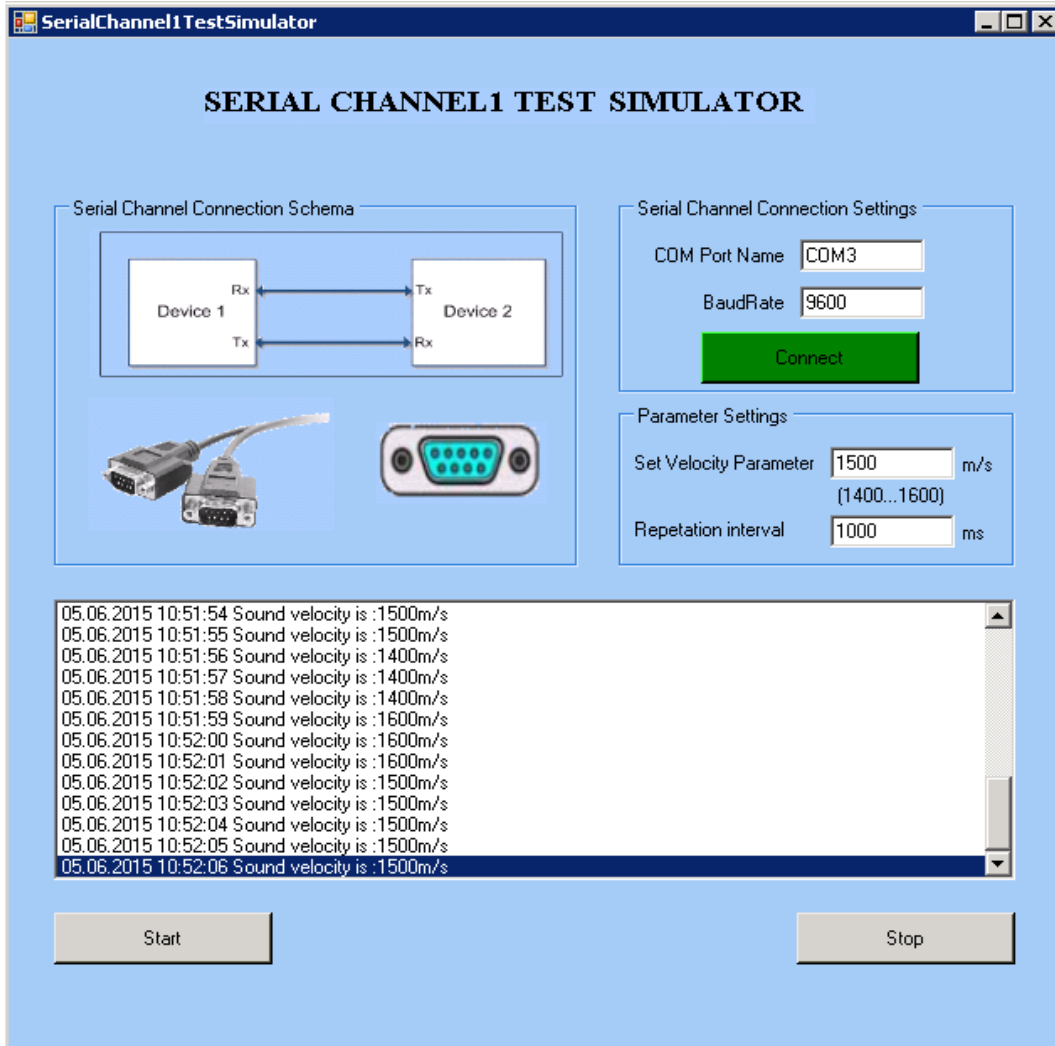 SerialChannel1TestSimulator
SERIAL CHANNEL1 TEST SIMULATOR
Serial Channel Connection Schema
Rx
Tx
Device 1
Device 2
Tx
Rx
Serial Channel Connection Settings
COM Port Name COM3
BaudRate 9600
Connect
Parameter Settings
Set Velocity Parameter 1500 m/s
(1400...1600)
Repetation interval 1000 ms
05.06.2015 10:51:54 Sound velocity is :1500m/s
05.06.2015 10:51:55 Sound velocity is :1500m/s
05.06.2015 10:51:56 Sound velocity is :1400m/s
05.06.2015 10:51:57 Sound velocity is :1400m/s
05.06.2015 10:51:58 Sound velocity is :1400m/s
05.06.2015 10:51:59 Sound velocity is :1600m/s
05.06.2015 10:52:00 Sound velocity is :1600m/s
05.06.2015 10:52:01 Sound velocity is :1600m/s
05.06.2015 10:52:02 Sound velocity is :1500m/s
05.06.2015 10:52:03 Sound velocity is :1500m/s
05.06.2015 10:52:04 Sound velocity is :1500m/s
05.06.2015 10:52:05 Sound velocity is :1500m/s
05.06.2015 10:52:06 Sound velocity is :1500m/s
Start
Stop